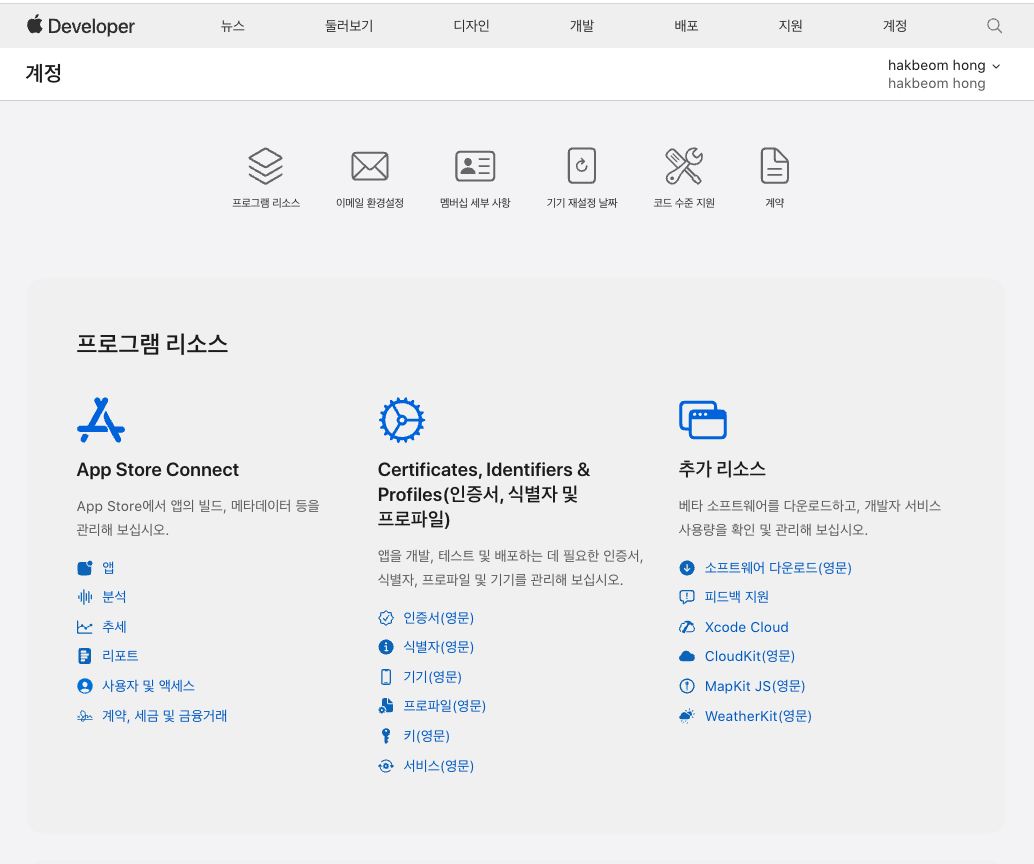 Developer
뉴스
둘러보기
디자인
개발
배포
지원
계정
계정
hakbeom hong
hakbeom hong
프로그램 리소스
이메일 환경설정
멤버십 세부 사항
기기 재설정 날짜
코드 수준 지원
계약
프로그램 리소스
App Store Connect
App Store에서 앱의 빌드, 메타데이터 등을
관리해 보십시오.
앱
분석
추세
리포트
사용자 및 액세스
계약, 세금 및 금융거래
Certificates, Identifiers &
Profiles(인증서, 식별자 및
프로파일)
앱을 개발, 테스트 및 배포하는 데 필요한 인증서,
식별자, 프로파일 및 기기를 관리해 보십시오.
인증서(영문)
식별자(영문)
기기(영문)
프로파일(영문)
키(영문)
서비스(영문)
추가 리소스
베타 소프트웨어를 다운로드하고, 개발자 서비스
사용량을 확인 및 관리해 보십시오.
소프트웨어 다운로드(영문)
피드백 지원
Xcode Cloud
CloudKit(영문)
MapKit JS(영문)
WeatherKit(영문)